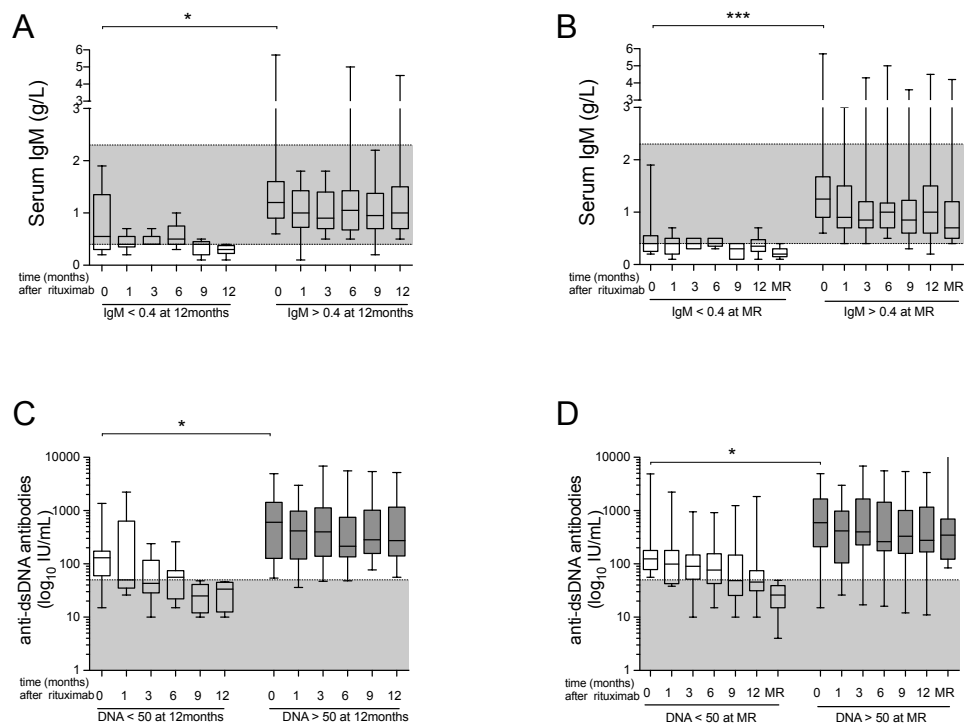 A
*
Serum IgM (g/L)
6
5
4
3
3
2
1
0
time (months)
after rituximab
0 1 3 6 9 12 0 1 3 6 9 12
IgM < 0.4 at 12months IgM > 0.4 at 12months
B
***
Serum IgM (g/L)
6
5
4
3
3
2
1
0
time (months)
after rituximab
0 1 3 6 9 12 MR 0 1 3 6 9 12 MR
IgM < 0.4 at MR IgM > 0.4 at MR
C
*
anti-dsDNA antibodies
(log10 IU/mL)
10000
1000
100
10
1
time (months)
after rituximab
0 1 3 6 9 12 0 1 3 6 9 12
DNA < 50 at 12months DNA > 50 at 12months
D
*
anti-dsDNA antibodies
(log10 IU/mL)
10000
1000
100
10
1
time (months)
after rituximab
0 1 3 6 9 12 MR 0 1 3 6 9 12 MR
DNA < 50 at MR DNA > 50 at MR